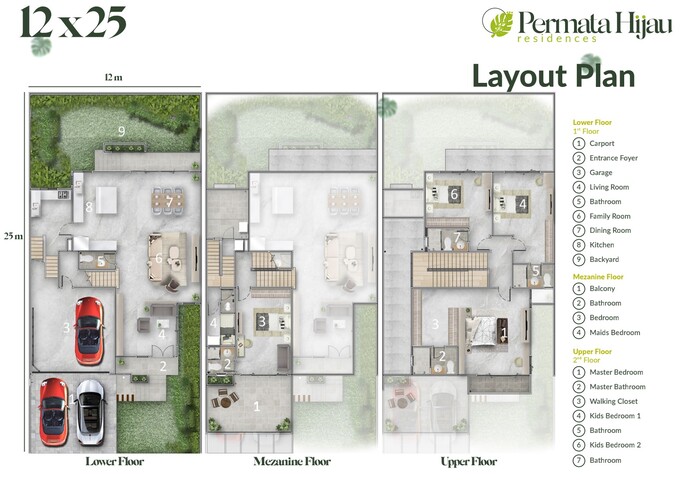 12 x 25
Permata Hijau
residences
Layout Plan
12 m
25 m
9
8
7
5
6
3
4
2
1
Lower Floor
4
3
2
1
Mezanine Floor
6
4
7
5
3
1
2
Upper Floor
Lower Floor
1st Floor
1 Carport
2 Entrance Foyer
3 Garage
4 Living Room
5 Bathroom
6 Family Room
7 Dining Room
8 Kitchen
9 Backyard
Mezanine Floor
1 Balcony
2 Bathroom
3 Bedroom
4 Maids Bedroom
Upper Floor
2nd Floor
1 Master Bedroom
2 Master Bathroom
3 Walking Closet
4 Kids Bedroom 1
5 Bathroom
6 Kids Bedroom 2
7 Bathroom